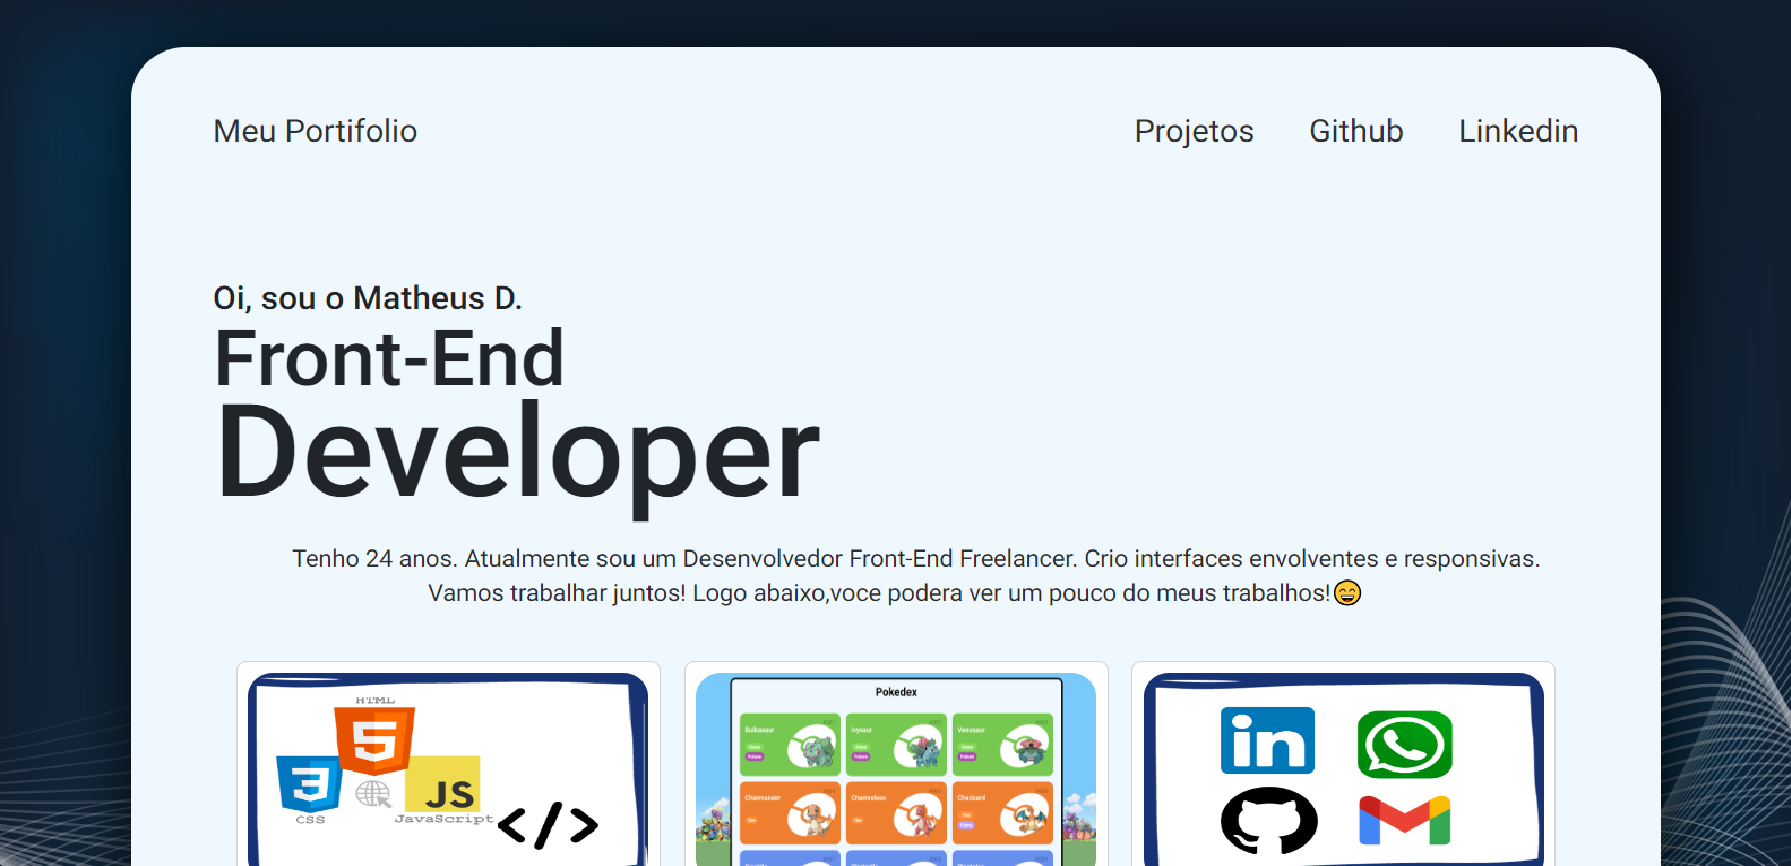 Meu Portifolio
Projetos Github Linkedin
Oi, sou o Matheus D.
Front-End
Developer
Tenho 24 anos. Atualmente sou um Desenvolvedor Front-End Freelancer. Crio interfaces envolventes e responsivas.
Vamos trabalhar juntos! Logo abaixo,voce podera ver um pouco do meus trabalhos!😄
HTML
5
3
CSS
JS
JavaScript
</>
Pokedex
Bulbasaur Ivysaur Venusaur
Charmander Charmeleon Charizard
in